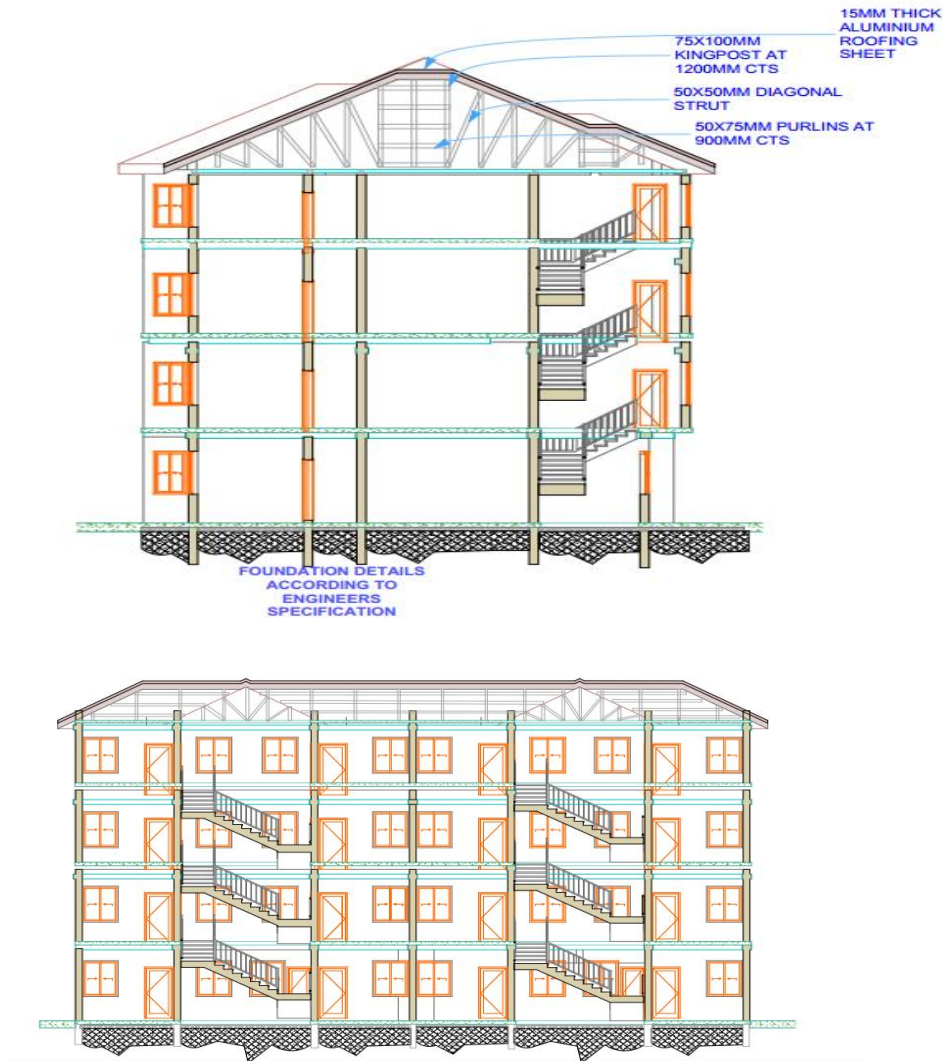 15MM THICK
ALUMINIUM
ROOFING
SHEET
75X100MM
KINGPOST AT
1200MM CTS
50X50MM DIAGONAL
STRUT
50X75MM PURLINS AT
900MM CTS
FOUNDATION DETAILS
ACCORDING TO
ENGINEERS
SPECIFICATION